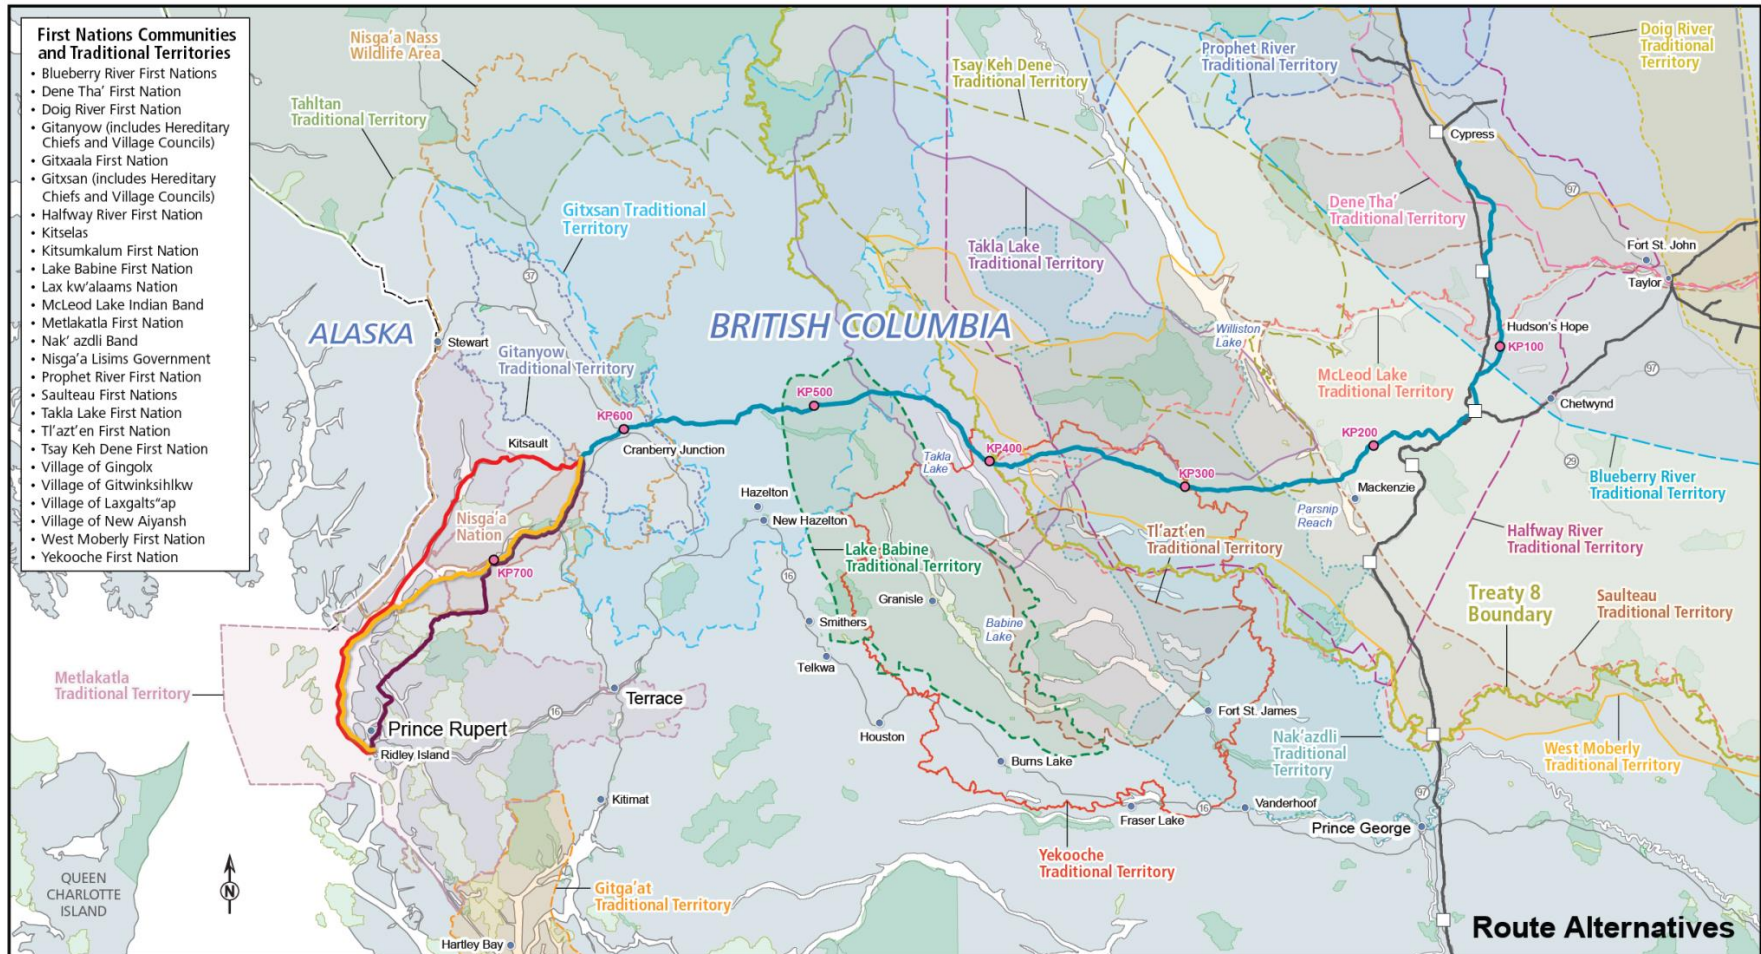 First Nations Communities
and Traditional Territories
• Blueberry River First Nations
• Dene Tha' First Nation
• Doig River First Nation
• Gitanyow (includes Hereditary
Chiefs and Village Councils)
• Gitxaala First Nation
• Gitxsan (includes Hereditary
Chiefs and Village Councils)
• Halfway River First Nation
• Kitselas
• Kitsumkalum First Nation
• Lake Babine First Nation
• Lax kw'alaams Nation
• McLeod Lake Indian Band
• Metlakatla First Nation
• Nak' azdli Band
• Nisga'a Lisims Government
• Prophet River First Nation
• Saulteau First Nations
• Takla Lake First Nation
• Tl'azt'en First Nation
• Tsay Keh Dene First Nation
• Village of Gingolx
• Village of Gitwinksihlkw
• Village of Laxgalts"ap
• Village of New Aiyansh
• West Moberly First Nation
• Yekooche First Nation
Nisga'a Nass
Wildlife Area
Tahltan
Traditional Territory
Tsay Keh Dene
Traditional Territory
Prophet River
Traditional Territory
Doig River
Traditional
Territory
Cypress
97
Dene Tha'
Traditional Territory
Gitxsan Traditional
Territory
Takla Lake
Traditional Territory
Fort St. John
Taylor
37
ALASKA
BRITISH COLUMBIA
Stewart
Williston
Lake
Hudson's Hope
KP100
Gitanyow
Traditional Territory
McLeod Lake
Traditional Territory
97
Chetwynd
KP500
KP600
Kitsault
Cranberry Junction
KP400
KP300
KP200
Takla
Lake
Mackenzie
Parsnip
Reach
29
Blueberry River
Traditional Territory
Hazelton
New Hazelton
Nisga'a
Nation
KP700
Lake Babine
Traditional Territory
Tl'azt'en
Traditional Territory
Halfway River
Traditional Territory
16
Granisle
Smithers
Babine
Lake
Telkwa
Treaty 8
Boundary
Saulteau
Traditional Territory
Metlakatla
Traditional Territory
Terrace
16
Prince Rupert
Ridley Island
Houston
Fort St. James
Nak'azdli
Traditional
Territory
West Moberly
Traditional Territory
Burns Lake
Kitimat
Fraser Lake
16
Vanderhoof
97
Prince George
Yekooche
Traditional Territory
QUEEN
CHARLOTTE
ISLAND
N
Gitga'at
Traditional Territory
Hartley Bay
Route Alternatives